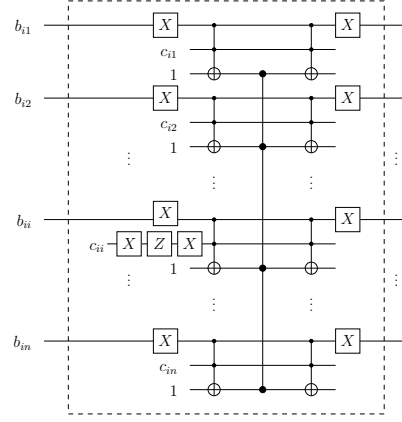 b_{i1} X X
c_{i1}
1
b_{i2} X X
c_{i2}
1
⋮ ⋮ ⋮ ⋮
b_{ii} X X
c_{ii} X Z X
1
⋮ ⋮ ⋮ ⋮
b_{in} X X
c_{in}
1